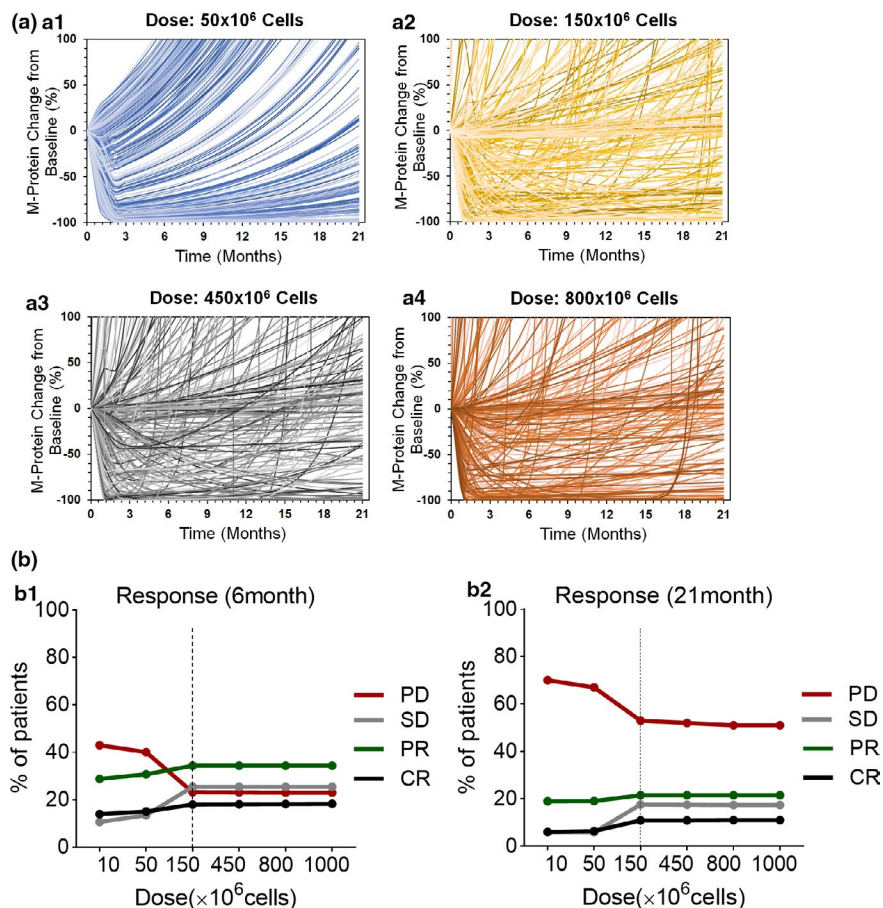 (a) a1
Dose: 50x10⁶ Cells
M-Protein Change from
Baseline (%)
100
50
0
-50
-100
0 3 6 9 12 15 18 21
Time (Months)
a2
Dose: 150x10⁶ Cells
M-Protein Change from
Baseline (%)
100
50
0
-50
-100
0 3 6 9 12 15 18 21
Time (Months)
a3
Dose: 450x10⁶ Cells
M-Protein Change from
Baseline (%)
100
50
0
-50
-100
0 3 6 9 12 15 18 21
Time (Months)
a4
Dose: 800x10⁶ Cells
M-Protein Change from
Baseline (%)
100
50
0
-50
-100
0 3 6 9 12 15 18 21
Time (Months)
(b)
b1
Response (6month)
% of patients
100
80
60
40
20
0
10 50 150 450 800 1000
Dose(×10⁶cells)
PD
SD
PR
CR
b2
Response (21month)
% of patients
100
80
60
40
20
0
10 50 150 450 800 1000
Dose(×10⁶cells)
PD
SD
PR
CR